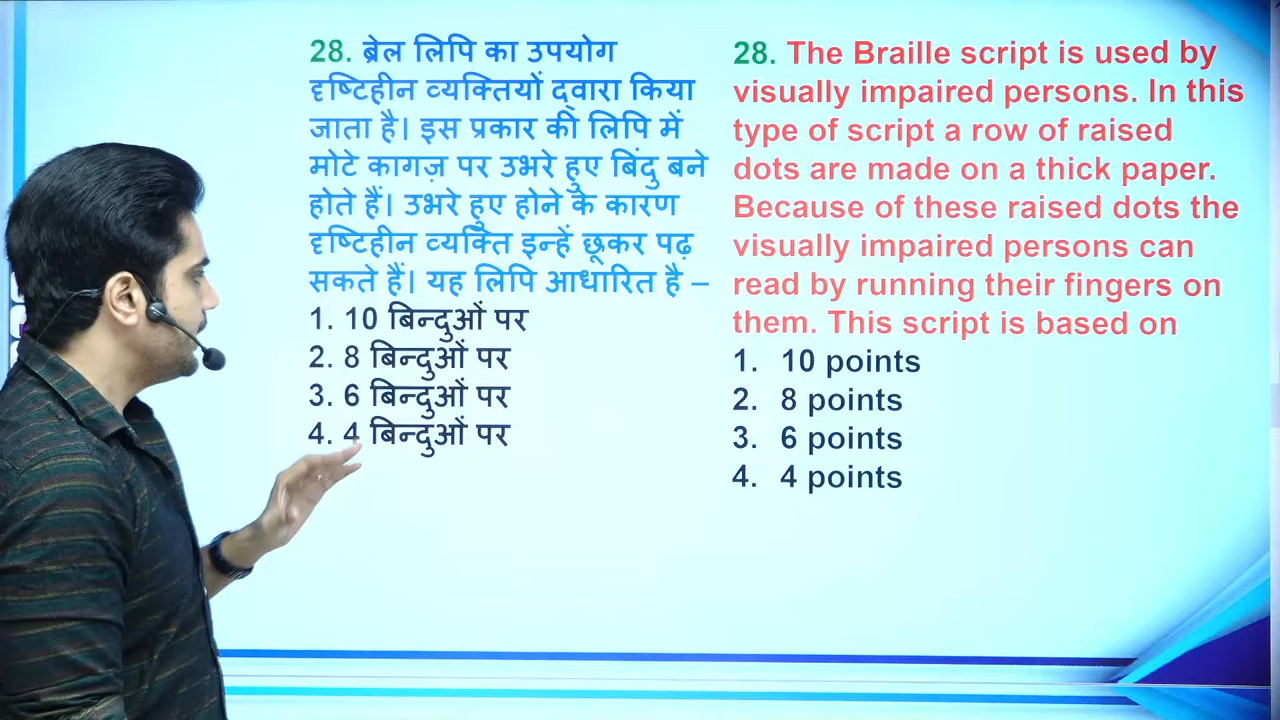 28. ब्रेल लिपि का उपयोग
दृष्टिहीन व्यक्तियों द्वारा किया
जाता है। इस प्रकार की लिपि में
मोटे कागज़ पर उभरे हुए बिंदु बने
होते हैं। उभरे हुए होने के कारण
दृष्टिहीन व्यक्ति इन्हें छूकर पढ़
सकते हैं। यह लिपि आधारित है –
1. 10 बिन्दुओं पर
2. 8 बिन्दुओं पर
3. 6 बिन्दुओं पर
4. 4 बिन्दुओं पर
28. The Braille script is used by
visually impaired persons. In this
type of script a row of raised
dots are made on a thick paper.
Because of these raised dots the
visually impaired persons can
read by running their fingers on
them. This script is based on
1. 10 points
2. 8 points
3. 6 points
4. 4 points